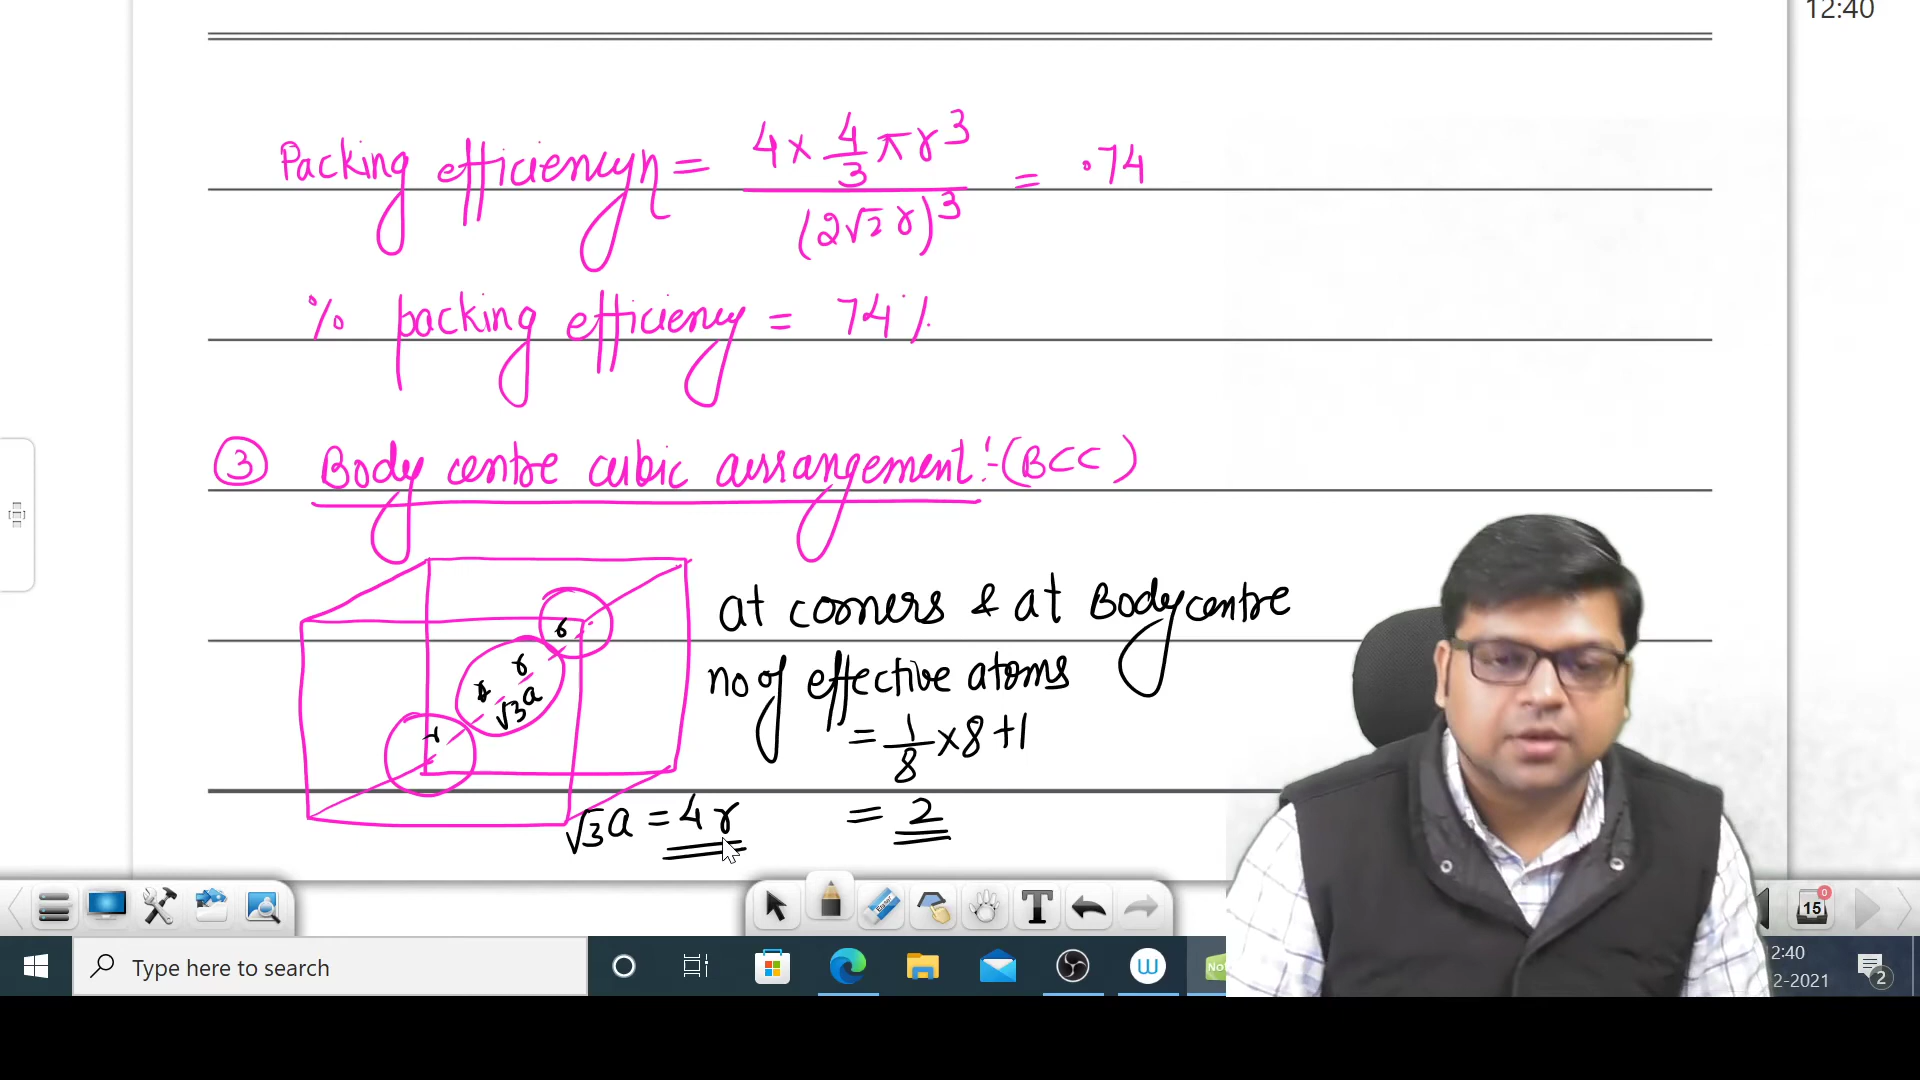 12:40
Packing efficiency η = 4 × 4/3 πr³ / (2√2 r)³ = .74
% packing efficiency = 74%
③ Body centre cubic arrangement :- (BCC)
at corners & at Body centre
r
r
r
√3a
r
no of effective atoms
= 1/8 × 8 + 1
√3a = 4r
= 2
15
0
Type here to search
2:40
2-2021
2